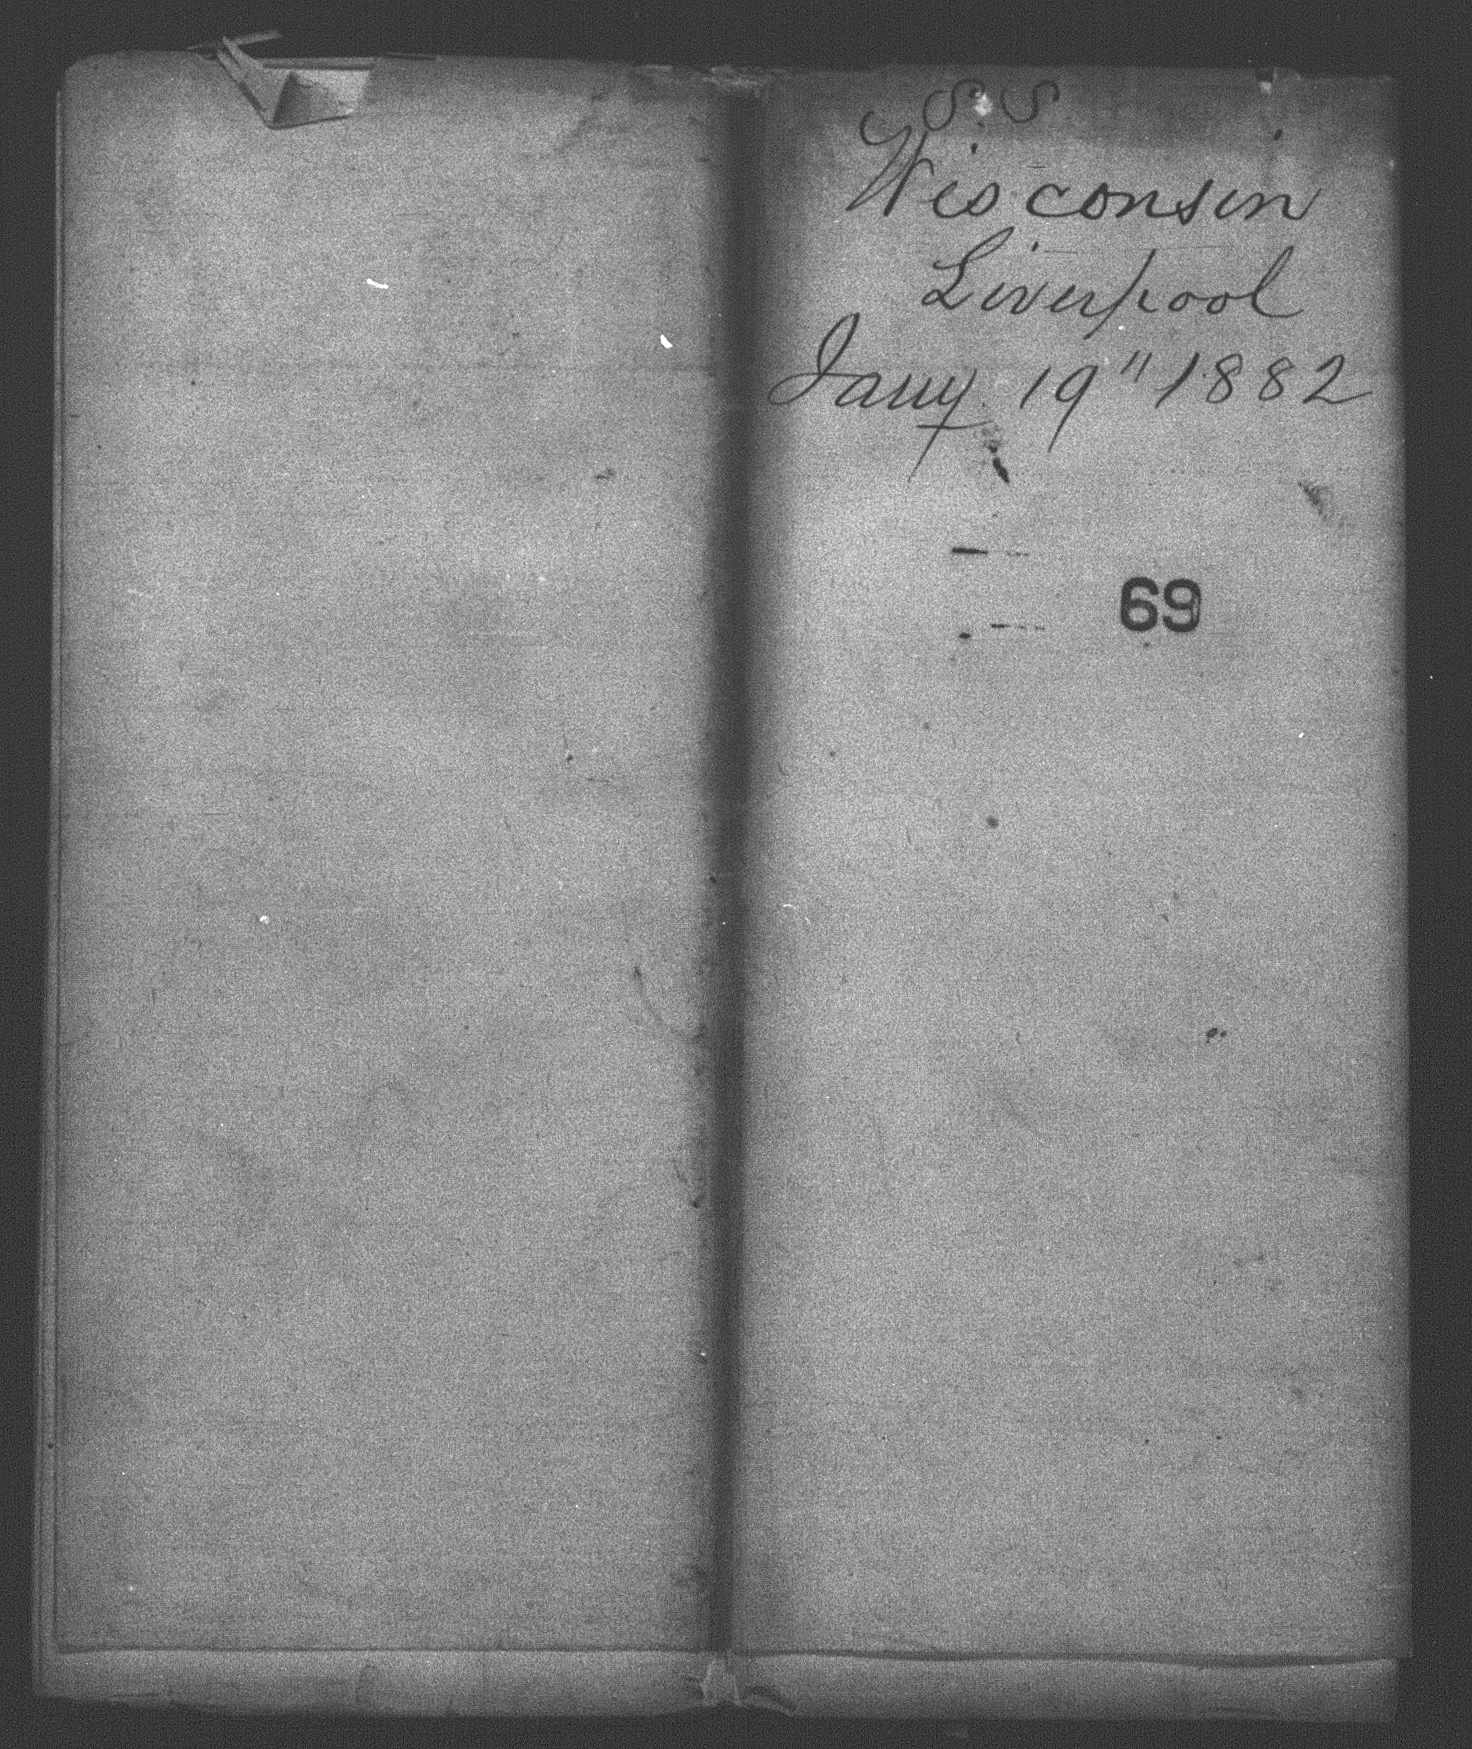 S.S.
Wisconsin
Liverpool
Jany 19" 1882
69